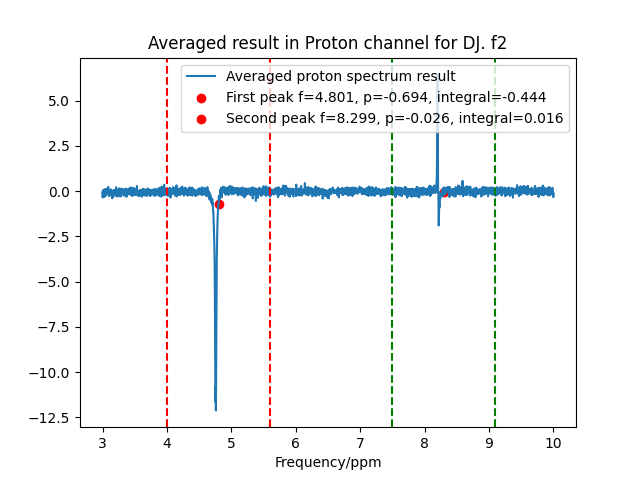 Averaged result in Proton channel for DJ. f2
Averaged proton spectrum result
First peak f=4.801, p=-0.694, integral=-0.444
Second peak f=8.299, p=-0.026, integral=0.016
5.0
2.5
0.0
−2.5
−5.0
−7.5
−10.0
−12.5
3 4 5 6 7 8 9 10
Frequency/ppm